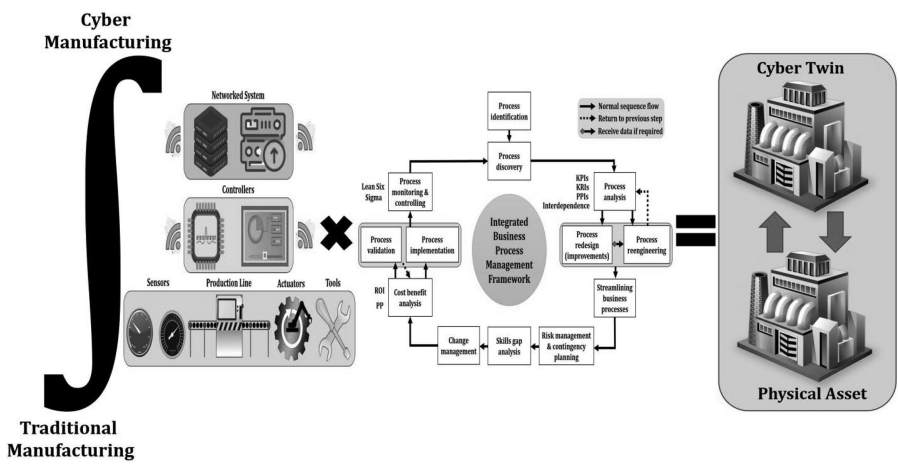 Cyber
Manufacturing
Networked System
Controllers
Sensors
Production Line
Actuators
Tools
Traditional
Manufacturing
Process
identification
Normal sequence flow
Return to previous step
Receive data if required
Process
discovery
Lean Six
Sigma
Process
monitoring &
controlling
KPIs
KRIs
PPIs
Interdependence
Process
analysis
Integrated
Business
Process
Management
Framework
Process
validation
Process
implementation
Process
redesign
(improvements)
Process
reengineering
ROI
PP
Cost benefit
analysis
Streamlining
business
processes
Change
management
Skills gap
analysis
Risk management
& contingency
planning
Cyber Twin
Physical Asset